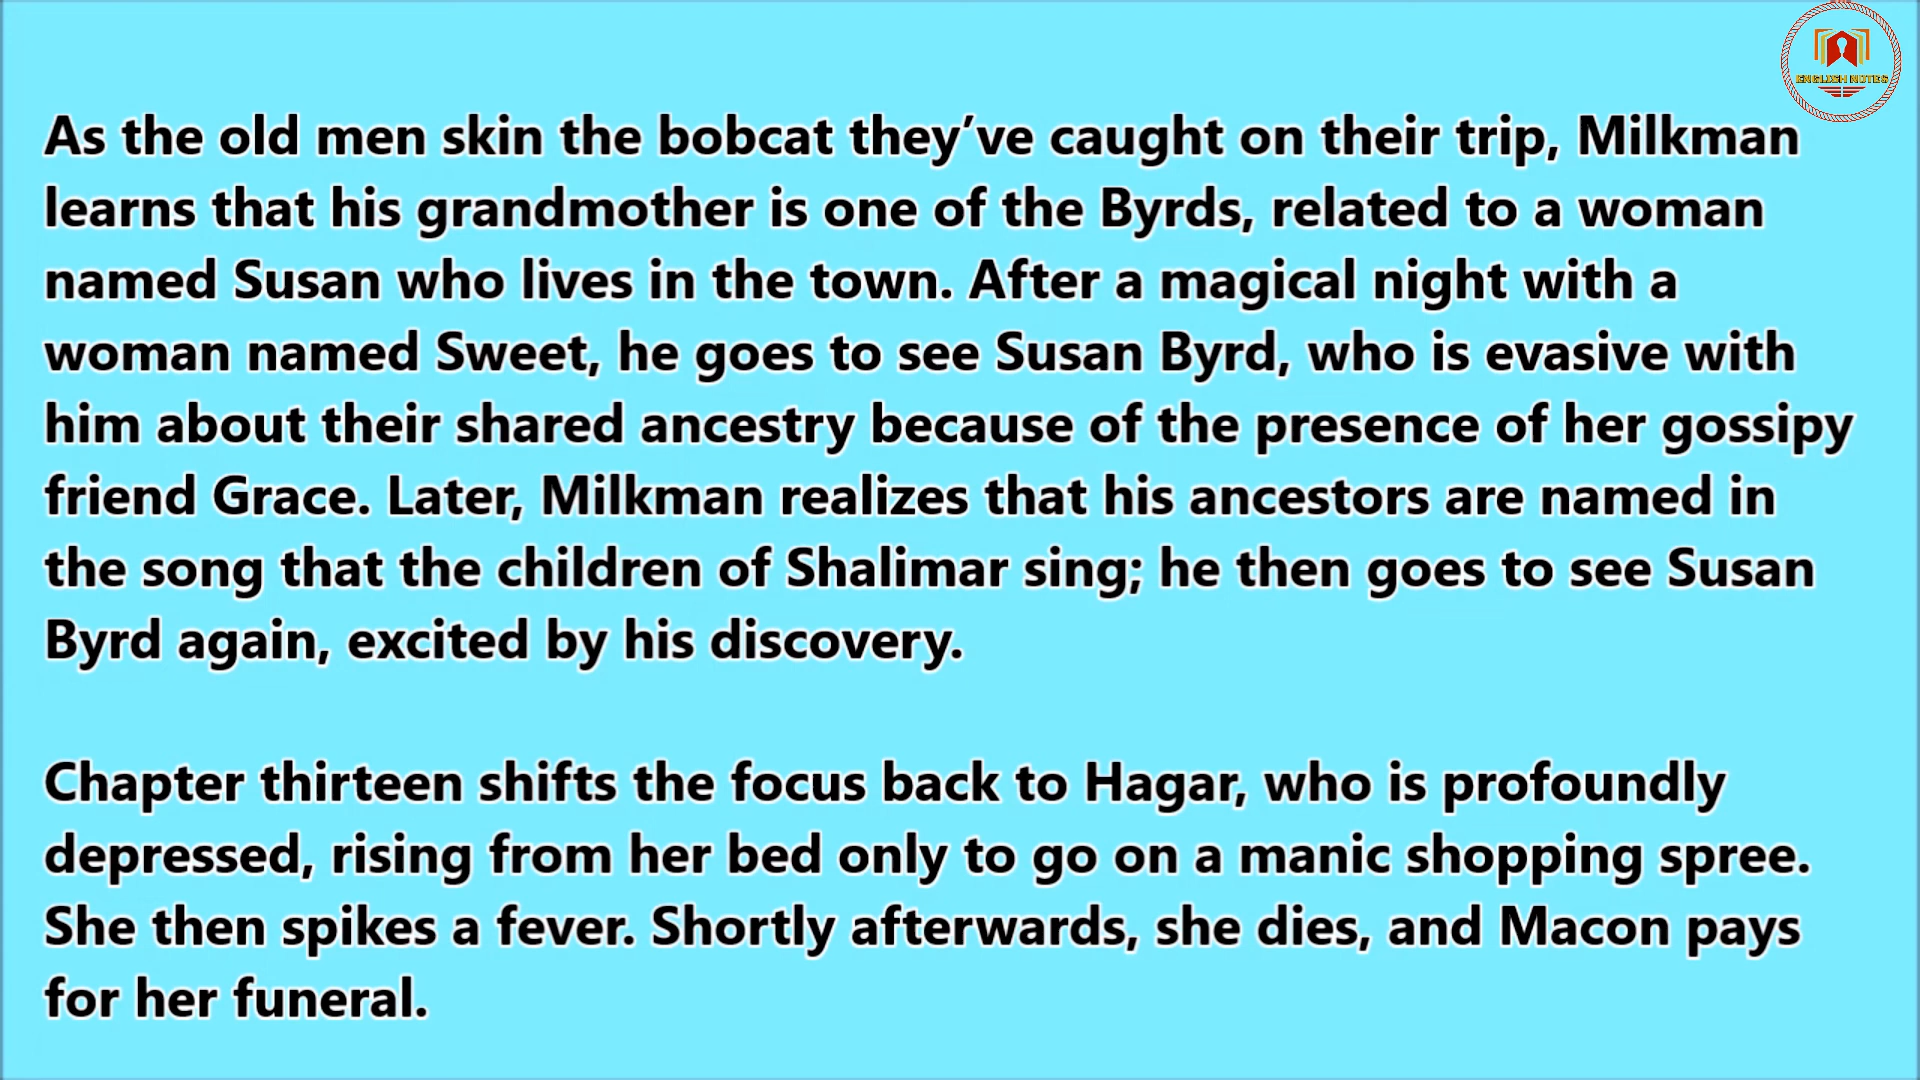 ENGLISH NOTES
As the old men skin the bobcat they’ve caught on their trip, Milkman
learns that his grandmother is one of the Byrds, related to a woman
named Susan who lives in the town. After a magical night with a
woman named Sweet, he goes to see Susan Byrd, who is evasive with
him about their shared ancestry because of the presence of her gossipy
friend Grace. Later, Milkman realizes that his ancestors are named in
the song that the children of Shalimar sing; he then goes to see Susan
Byrd again, excited by his discovery.
Chapter thirteen shifts the focus back to Hagar, who is profoundly
depressed, rising from her bed only to go on a manic shopping spree.
She then spikes a fever. Shortly afterwards, she dies, and Macon pays
for her funeral.